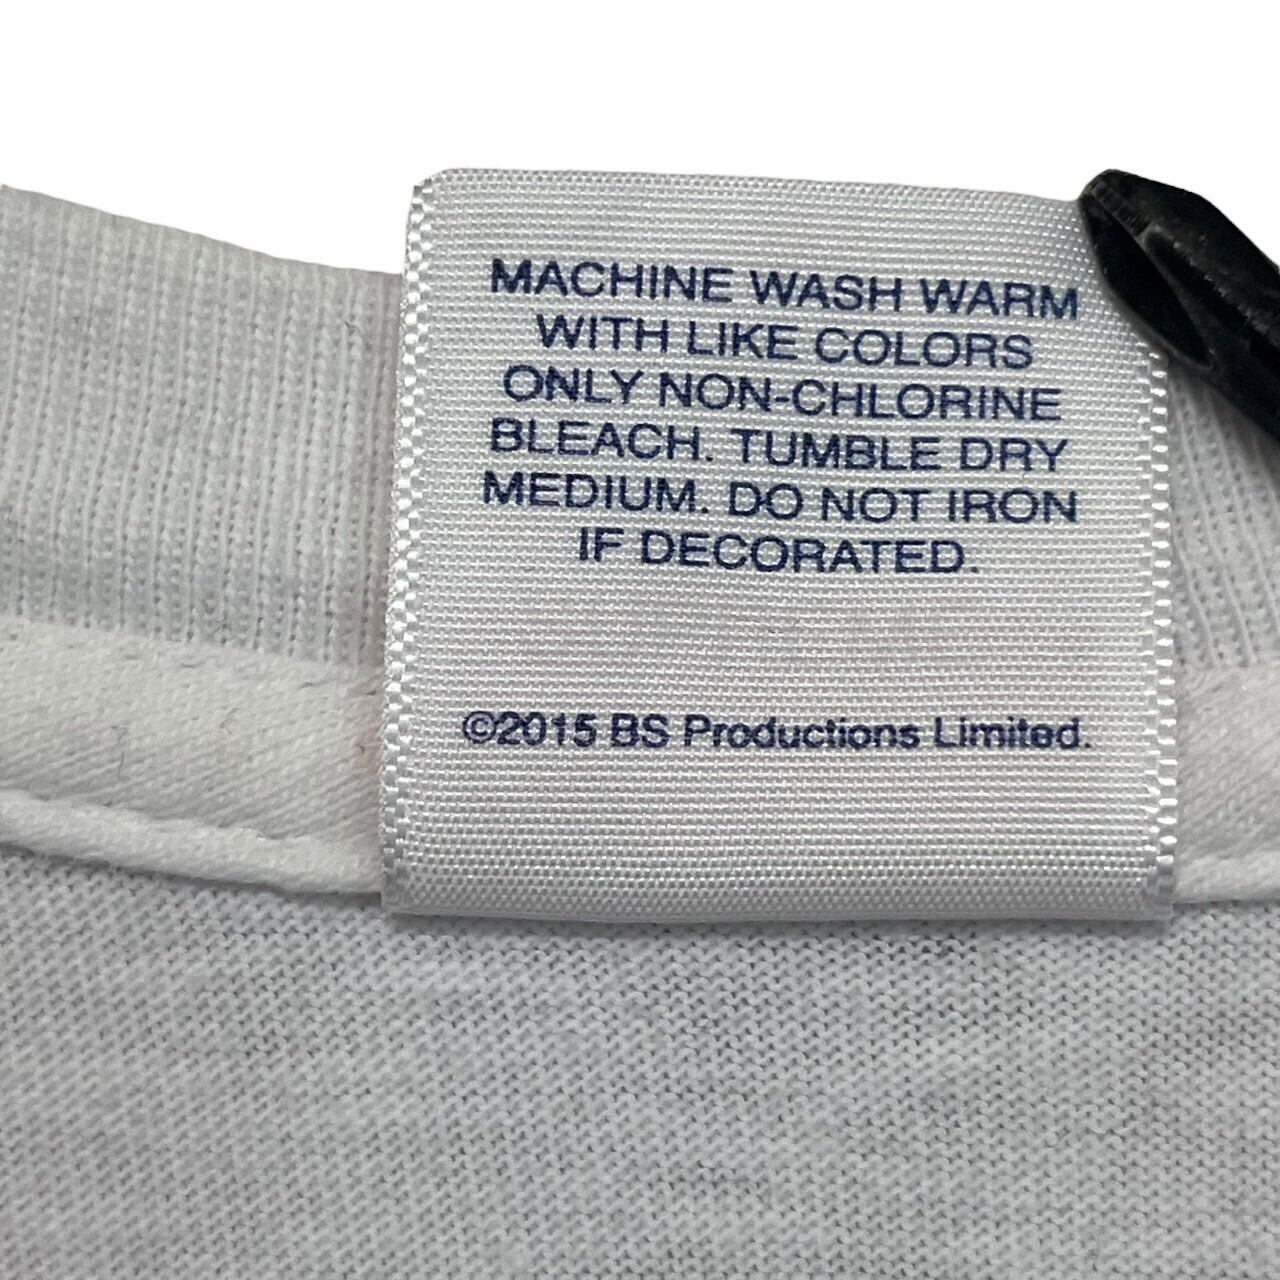 MACHINE WASH WARM
WITH LIKE COLORS
ONLY NON-CHLORINE
BLEACH. TUMBLE DRY
MEDIUM. DO NOT IRON
IF DECORATED.
©2015 BS Productions Limited.